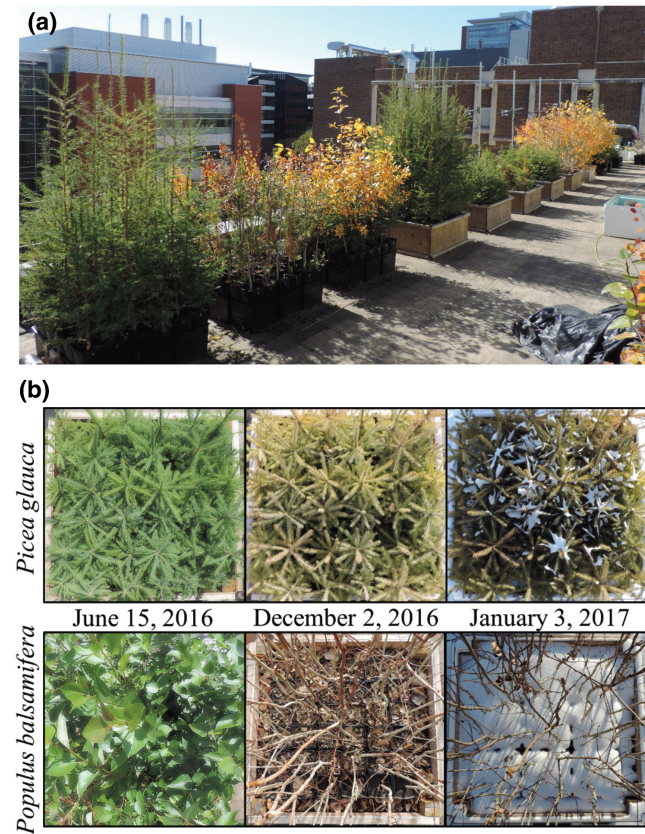 (a)
(b)
Picea glauca
June 15, 2016
December 2, 2016
January 3, 2017
Populus balsamifera